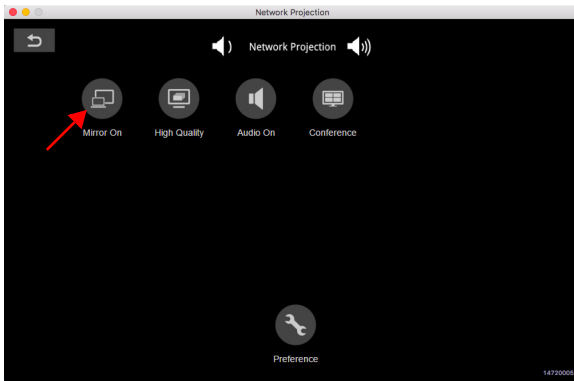 Network Projection
Network Projection
Mirror On
High Quality
Audio On
Conference
Preference
14720005